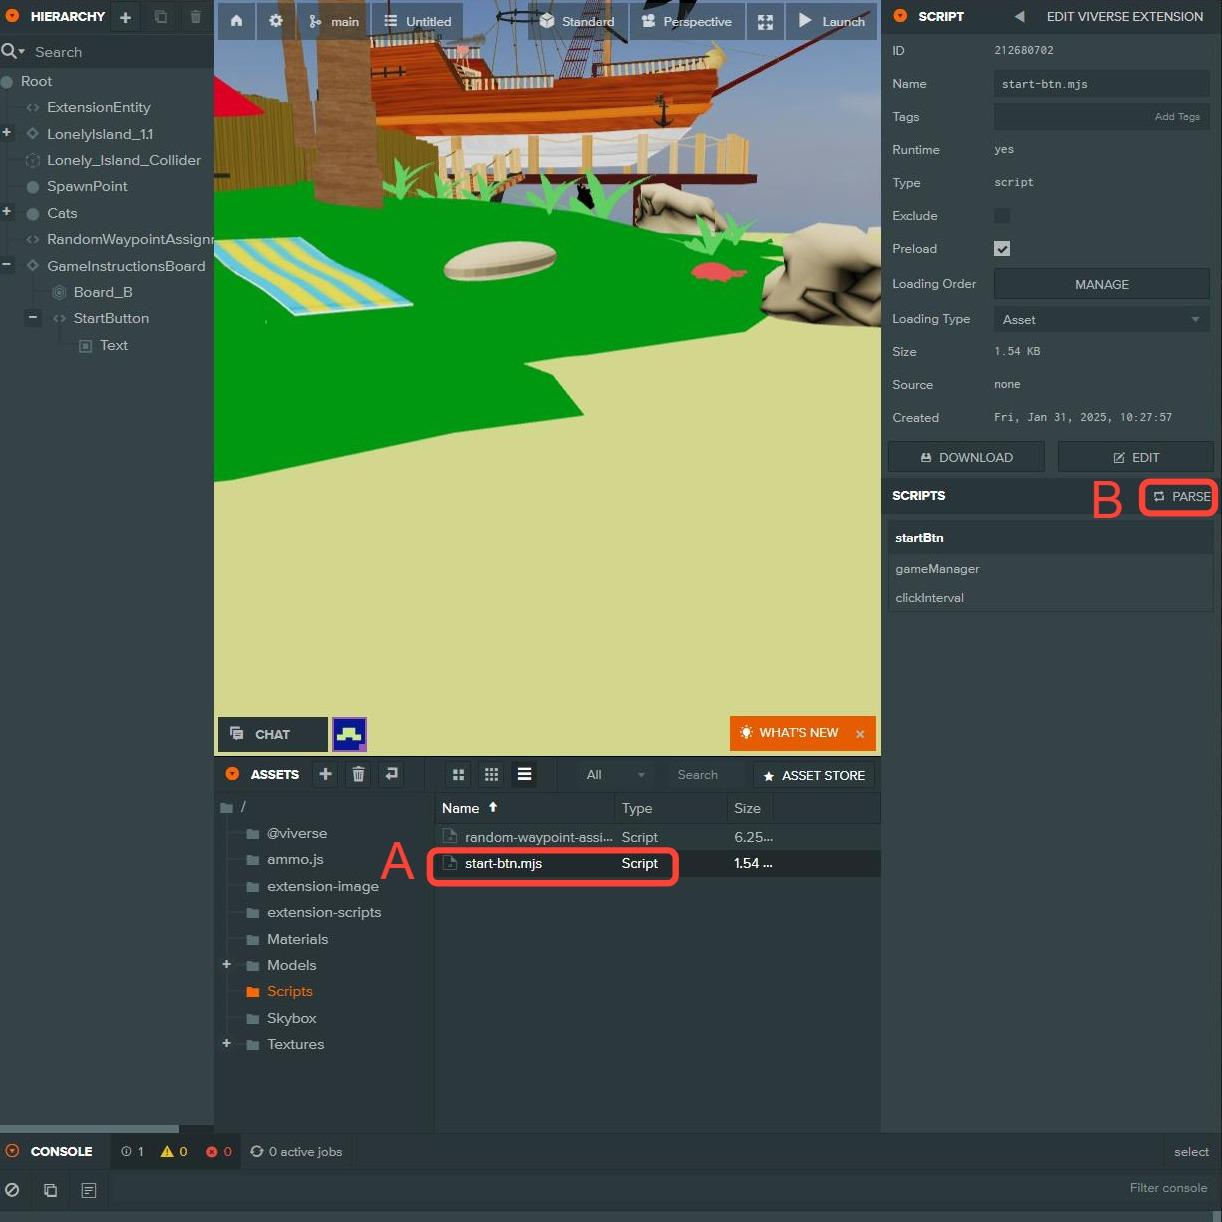 HIERARCHY
Search
Root
ExtensionEntity
LonelyIsland_1.1
Lonely_Island_Collider
SpawnPoint
Cats
RandomWaypointAssignr
GameInstructionsBoard
Board_B
StartButton
Text
main
Untitled
Standard
Perspective
Launch
CHAT
WHAT'S NEW
ASSETS
All
Search
ASSET STORE
/
@viverse
ammo.js
extension-image
extension-scripts
Materials
Models
Scripts
Skybox
Textures
Name Type Size
random-waypoint-assi... Script 6.25...
A
start-btn.mjs Script 1.54 ...
SCRIPT
EDIT VIVERSE EXTENSION
ID 212680702
Name start-btn.mjs
Tags Add Tags
Runtime yes
Type script
Exclude
Preload
Loading Order MANAGE
Loading Type Asset
Size 1.54 KB
Source none
Created Fri, Jan 31, 2025, 10:27:57
DOWNLOAD EDIT
SCRIPTS B PARSE
startBtn
gameManager
clickInterval
CONSOLE 1 0 0 0 active jobs select
Filter console